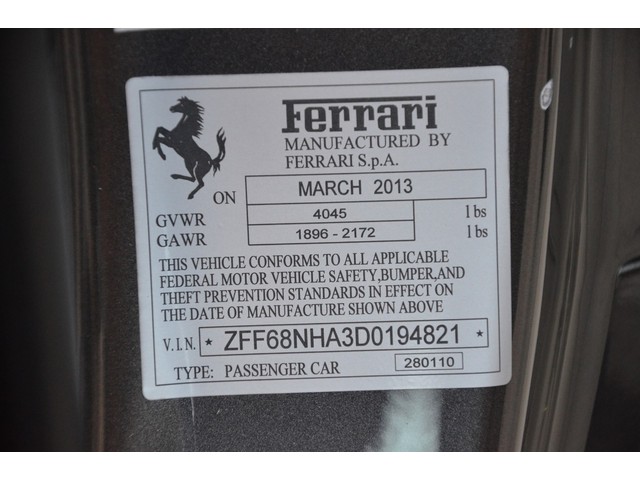 Ferrari
MANUFACTURED BY
FERRARI S.p.A.
ON MARCH 2013
GVWR 4045 lbs
GAWR 1896 - 2172 lbs
THIS VEHICLE CONFORMS TO ALL APPLICABLE
FEDERAL MOTOR VEHICLE SAFETY,BUMPER,AND
THEFT PREVENTION STANDARDS IN EFFECT ON
THE DATE OF MANUFACTURE SHOWN ABOVE
V.I.N. * ZFF68NHA3D0194821 *
TYPE: PASSENGER CAR 280110